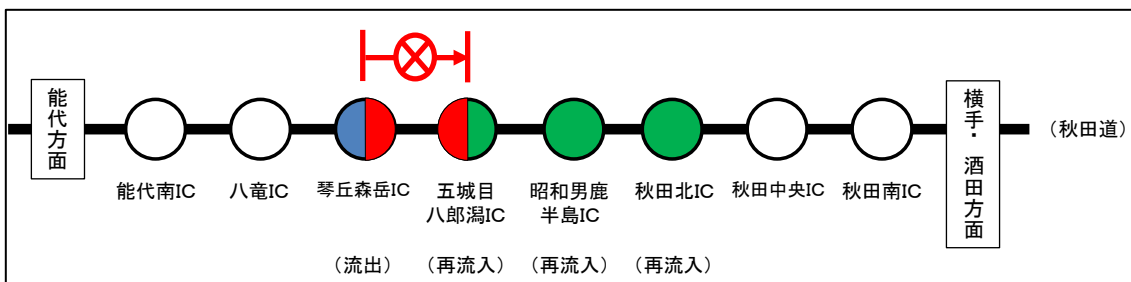 能代方面
横手・酒田方面
（秋田道）
能代南IC
八竜IC
琴丘森岳IC
五城目
八郎潟IC
昭和男鹿
半島IC
秋田北IC
秋田中央IC
秋田南IC
（流出）
（再流入）
（再流入）
（再流入）